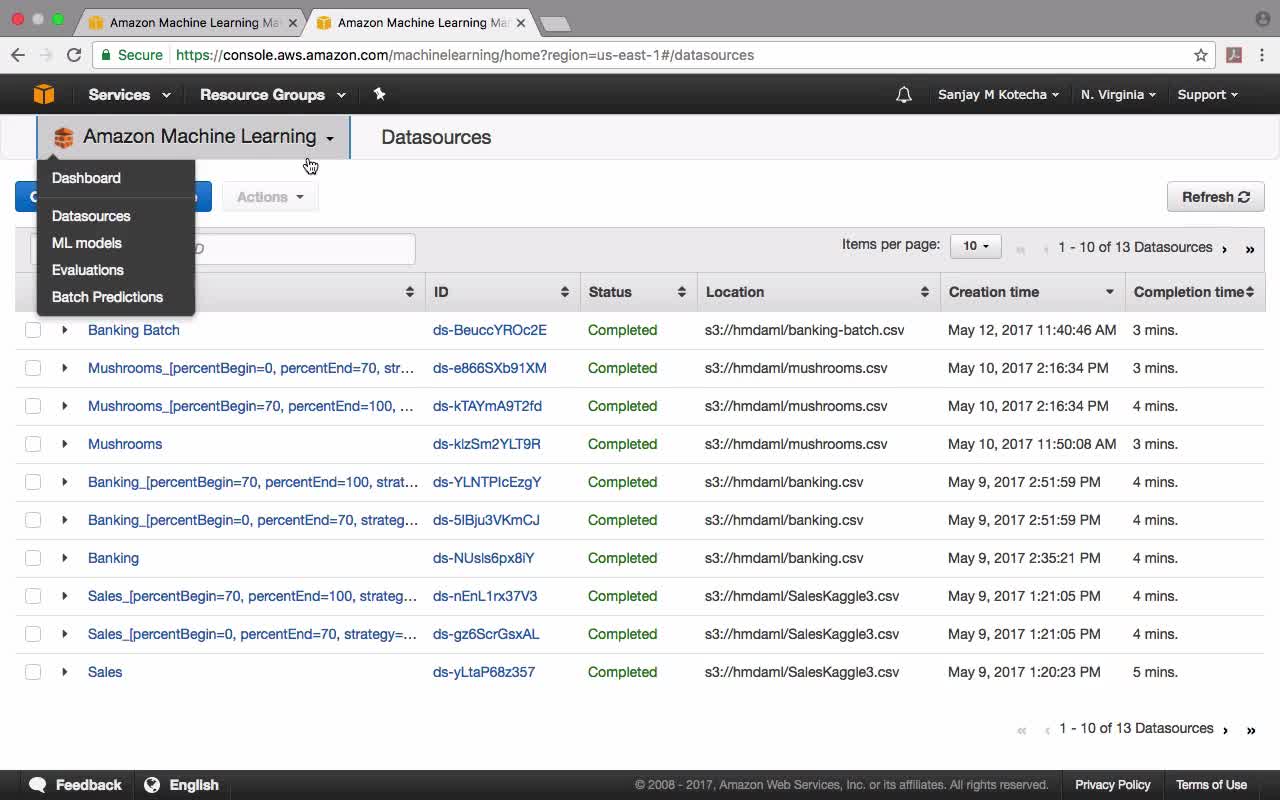 Amazon Machine Learning Ma
Amazon Machine Learning Man
Secure https://console.aws.amazon.com/machinelearning/home?region=us-east-1#/datasources
Services Resource Groups Sanjay M Kotecha N. Virginia Support
Amazon Machine Learning Datasources
Dashboard
Datasources
ML models
Evaluations
Batch Predictions
Actions Refresh
Items per page: 10 « ‹ 1 - 10 of 13 Datasources › »
ID Status Location Creation time Completion time
Banking Batch ds-BeuccYROc2E Completed s3://hmdaml/banking-batch.csv May 12, 2017 11:40:46 AM 3 mins.
Mushrooms_[percentBegin=0, percentEnd=70, str... ds-e866SXb91XM Completed s3://hmdaml/mushrooms.csv May 10, 2017 2:16:34 PM 3 mins.
Mushrooms_[percentBegin=70, percentEnd=100, ... ds-kTAYmA9T2fd Completed s3://hmdaml/mushrooms.csv May 10, 2017 2:16:34 PM 4 mins.
Mushrooms ds-klzSm2YLT9R Completed s3://hmdaml/mushrooms.csv May 10, 2017 11:50:08 AM 3 mins.
Banking_[percentBegin=70, percentEnd=100, strat... ds-YLNTPIcEzgY Completed s3://hmdaml/banking.csv May 9, 2017 2:51:59 PM 4 mins.
Banking_[percentBegin=0, percentEnd=70, strateg... ds-5lBju3VKmCJ Completed s3://hmdaml/banking.csv May 9, 2017 2:51:59 PM 4 mins.
Banking ds-NUsls6px8iY Completed s3://hmdaml/banking.csv May 9, 2017 2:35:21 PM 4 mins.
Sales_[percentBegin=70, percentEnd=100, strateg... ds-nEnL1rx37V3 Completed s3://hmdaml/SalesKaggle3.csv May 9, 2017 1:21:05 PM 4 mins.
Sales_[percentBegin=0, percentEnd=70, strategy=... ds-gz6ScrGsxAL Completed s3://hmdaml/SalesKaggle3.csv May 9, 2017 1:21:05 PM 4 mins.
Sales ds-yLtaP68z357 Completed s3://hmdaml/SalesKaggle3.csv May 9, 2017 1:20:23 PM 5 mins.
« ‹ 1 - 10 of 13 Datasources › »
Feedback English © 2008 - 2017, Amazon Web Services, Inc. or its affiliates. All rights reserved. Privacy Policy Terms of Use